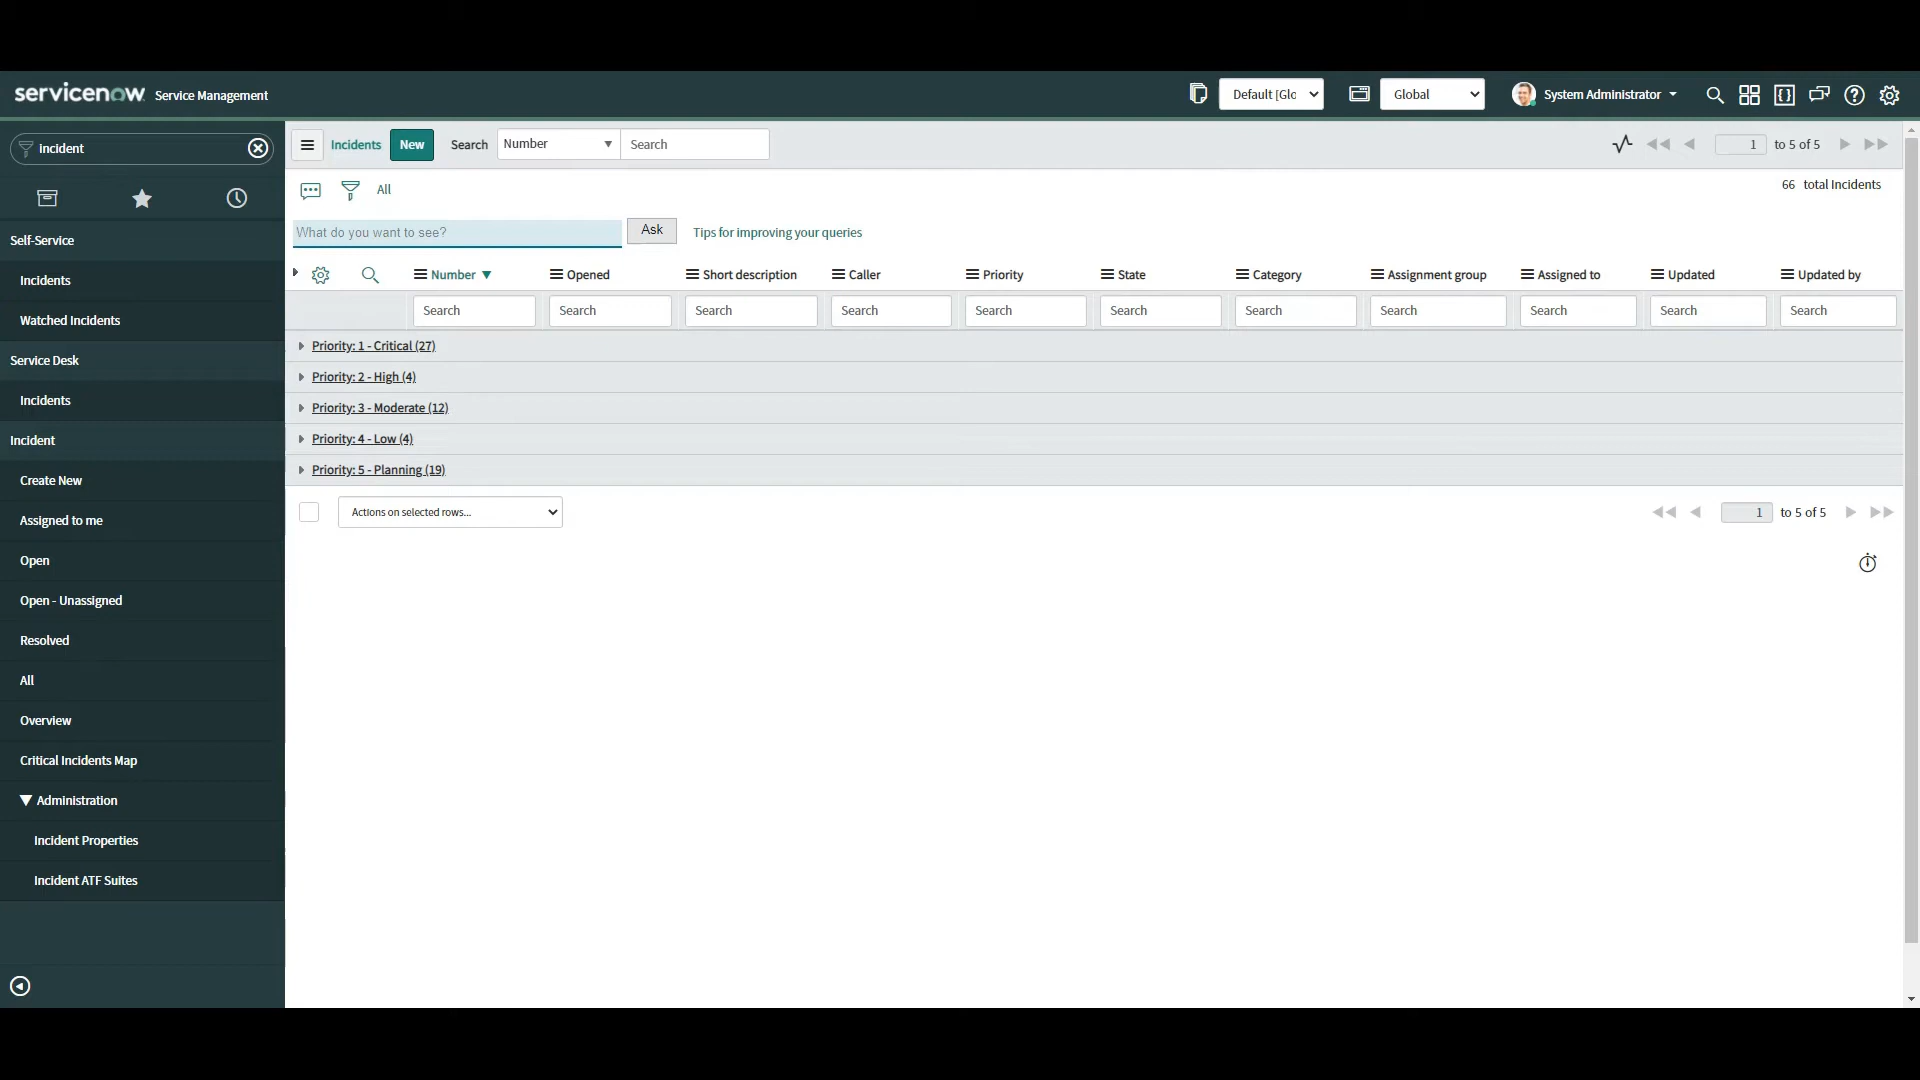 servicenow Service Management
Default [Glc
Global
System Administrator
incident
Incidents New Search Number Search
1 to 5 of 5
All
66 total Incidents
What do you want to see? Ask Tips for improving your queries
Self-Service
Incidents
Watched Incidents
Service Desk
Incidents
Incident
Create New
Assigned to me
Open
Open - Unassigned
Resolved
All
Overview
Critical Incidents Map
Administration
Incident Properties
Incident ATF Suites
Number Opened Short description Caller Priority State Category Assignment group Assigned to Updated Updated by
Search Search Search Search Search Search Search Search Search Search Search
Priority: 1 - Critical (27)
Priority: 2 - High (4)
Priority: 3 - Moderate (12)
Priority: 4 - Low (4)
Priority: 5 - Planning (19)
Actions on selected rows...
1 to 5 of 5